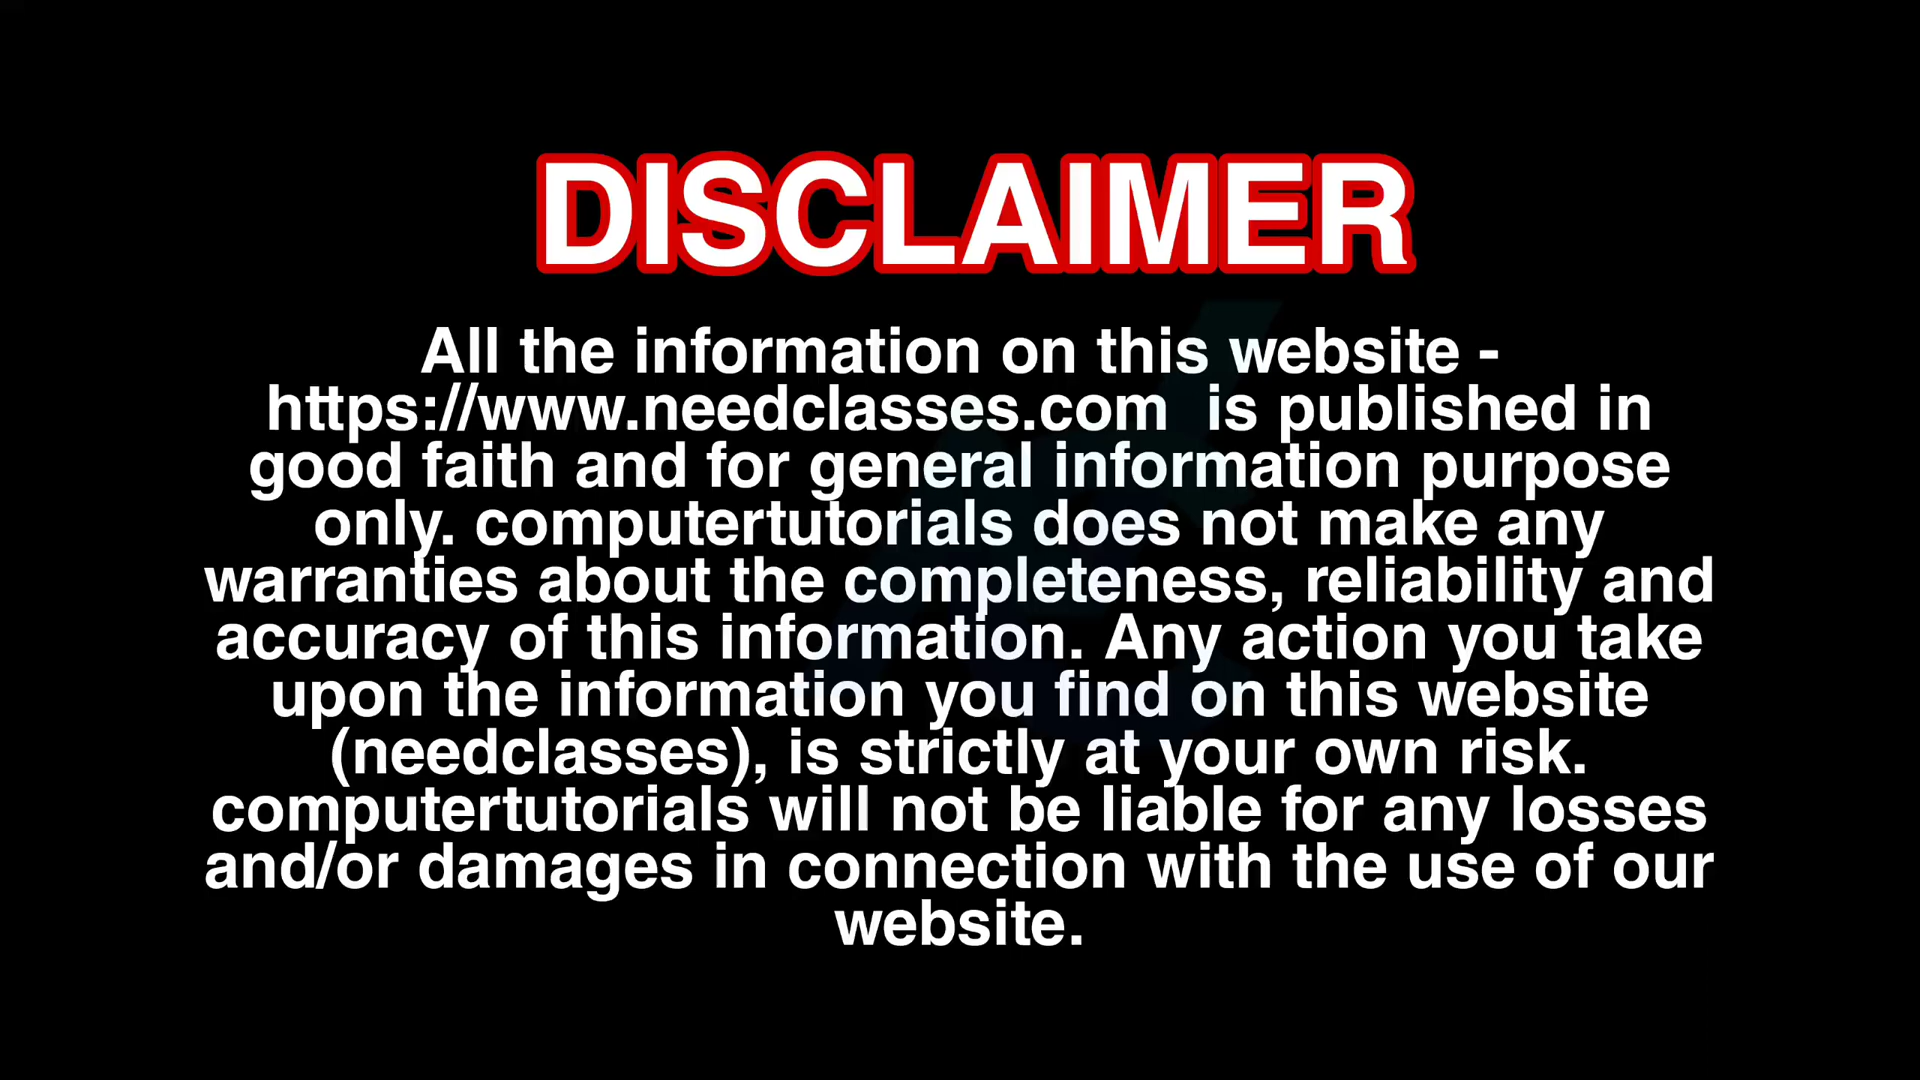 DISCLAIMER
All the information on this website -
https://www.needclasses.com  is published in
good faith and for general information purpose
only. computertutorials does not make any
warranties about the completeness, reliability and
accuracy of this information. Any action you take
upon the information you find on this website
(needclasses), is strictly at your own risk.
computertutorials will not be liable for any losses
and/or damages in connection with the use of our
website.